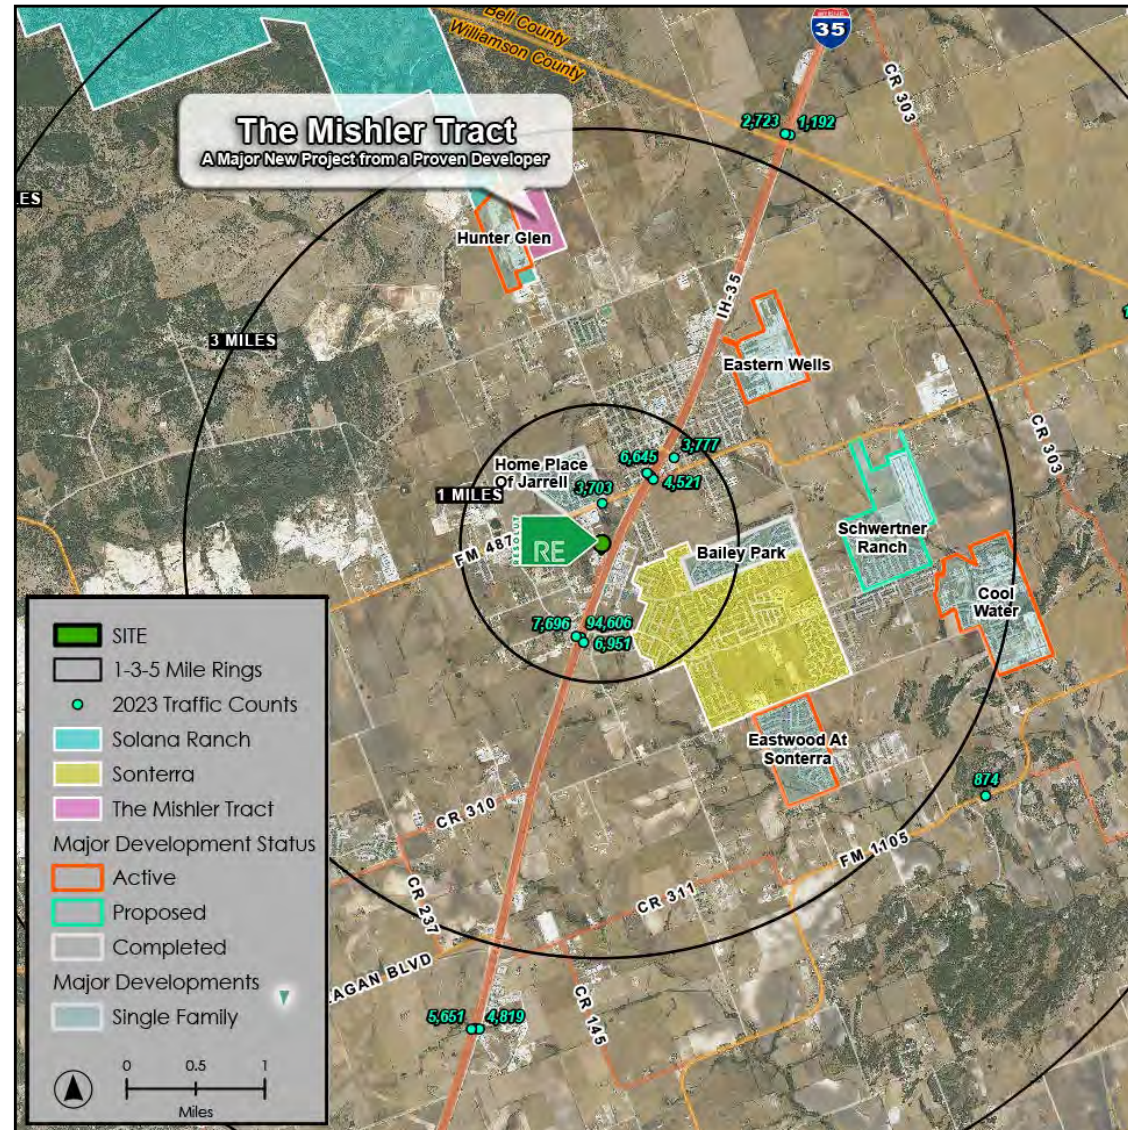 Bell County
Williamson County
INTERSTATE
35
CR 303
2,723
1,192
The Mishler Tract
A Major New Project from a Proven Developer
ES
Hunter Glen
IH-35
3 MILES
Eastern Wells
CR 303
3,777
6,645
4,521
Home Place
Of Jarrell
3,703
1 MILES
RESOLUT
RE
FM 487
Bailey Park
Schwertner
Ranch
Cool
Water
7,696
94,606
6,951
Eastwood At
Sonterra
874
CR 310
FM 1105
CR 311
CR 237
AGAN BLVD
CR 145
5,651
4,819
SITE
1-3-5 Mile Rings
2023 Traffic Counts
Solana Ranch
Sonterra
The Mishler Tract
Major Development Status
Active
Proposed
Completed
Major Developments
Single Family
0 0.5 1
Miles